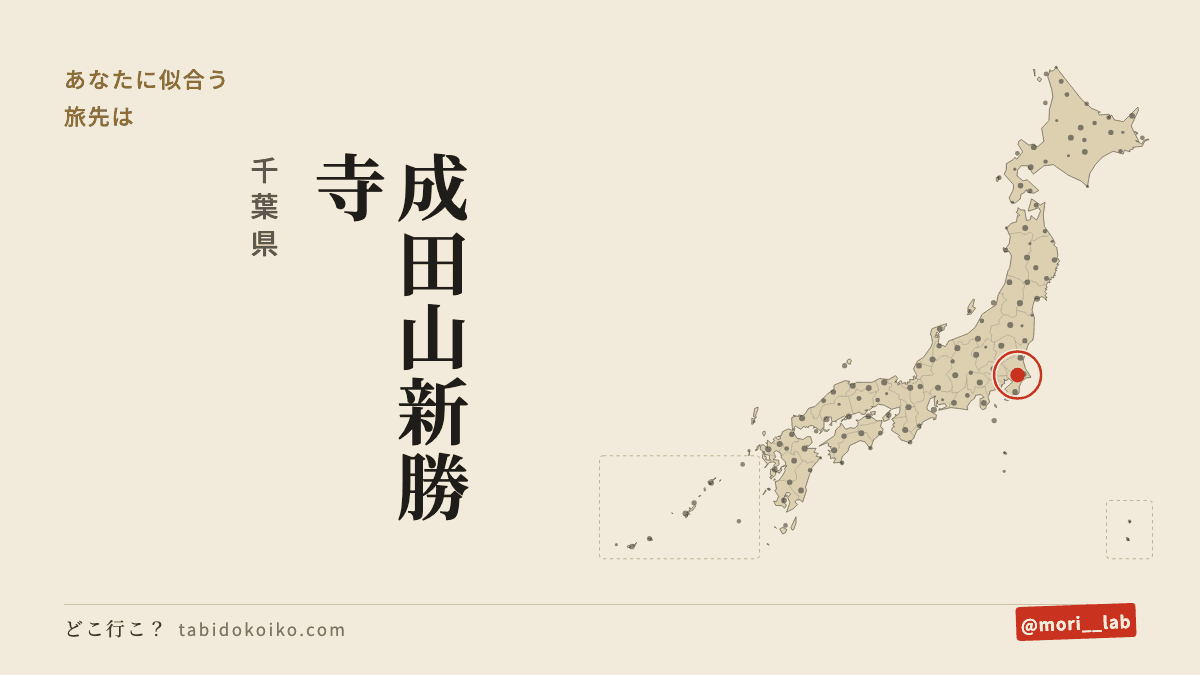 あなたに似合う
旅先は
成田山新勝
寺
千葉県
どこ行こ？ tabidokoiko.com
@mori__lab